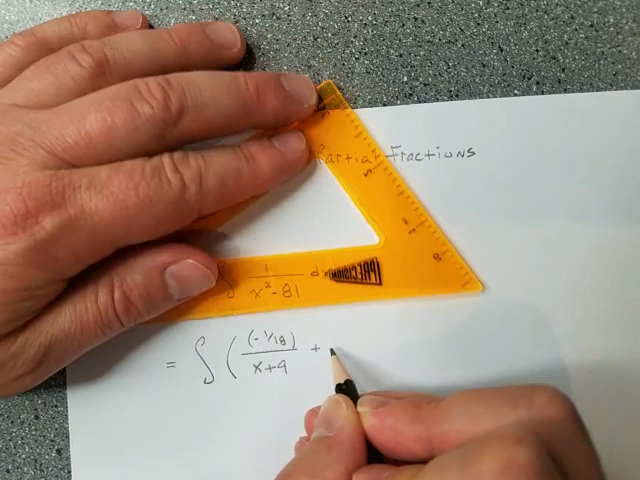 Partial Fractions
∫ 1/(x²-81) dx
PRECISION
= ∫ ( (-1/18)/(x+9) +